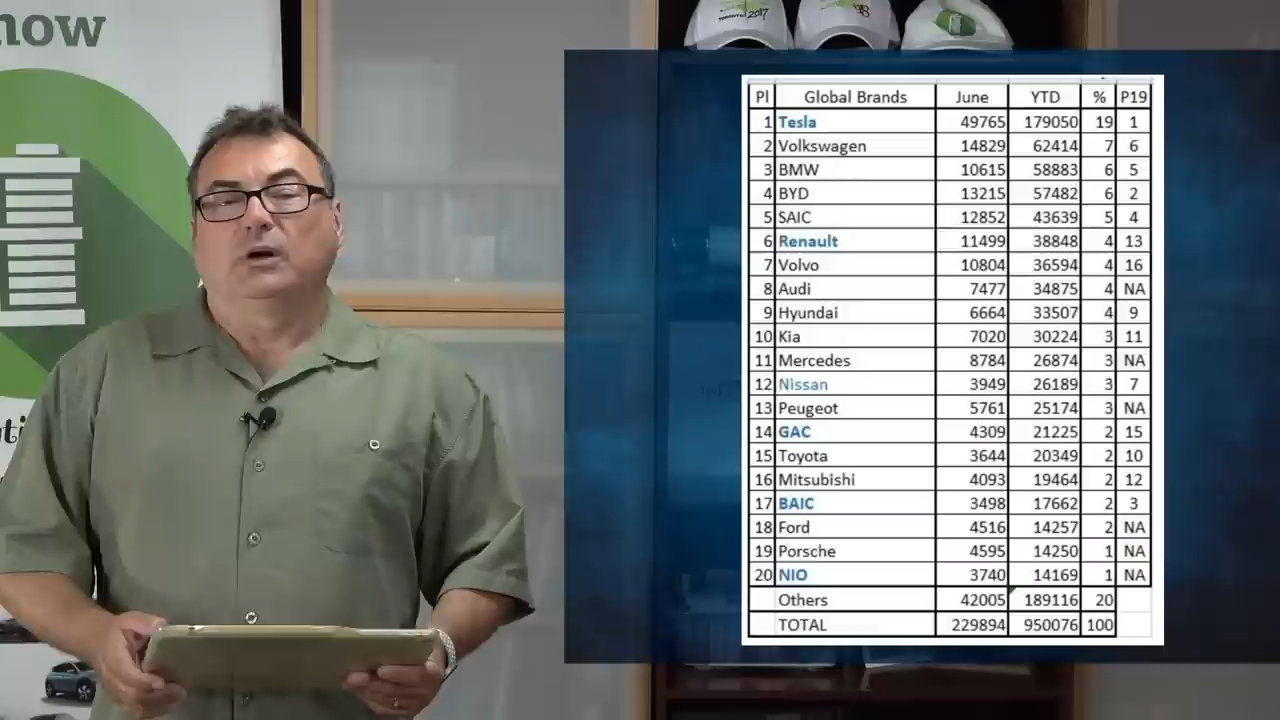 now
TORONTO 2017
Pl Global Brands June YTD % P19
1 Tesla 49765 179050 19 1
2 Volkswagen 14829 62414 7 6
3 BMW 10615 58883 6 5
4 BYD 13215 57482 6 2
5 SAIC 12852 43639 5 4
6 Renault 11499 38848 4 13
7 Volvo 10804 36594 4 16
8 Audi 7477 34875 4 NA
9 Hyundai 6664 33507 4 9
10 Kia 7020 30224 3 11
11 Mercedes 8784 26874 3 NA
12 Nissan 3949 26189 3 7
13 Peugeot 5761 25174 3 NA
14 GAC 4309 21225 2 15
15 Toyota 3644 20349 2 10
16 Mitsubishi 4093 19464 2 12
17 BAIC 3498 17662 2 3
18 Ford 4516 14257 2 NA
19 Porsche 4595 14250 1 NA
20 NIO 3740 14169 1 NA
Others 42005 189116 20
TOTAL 229894 950076 100